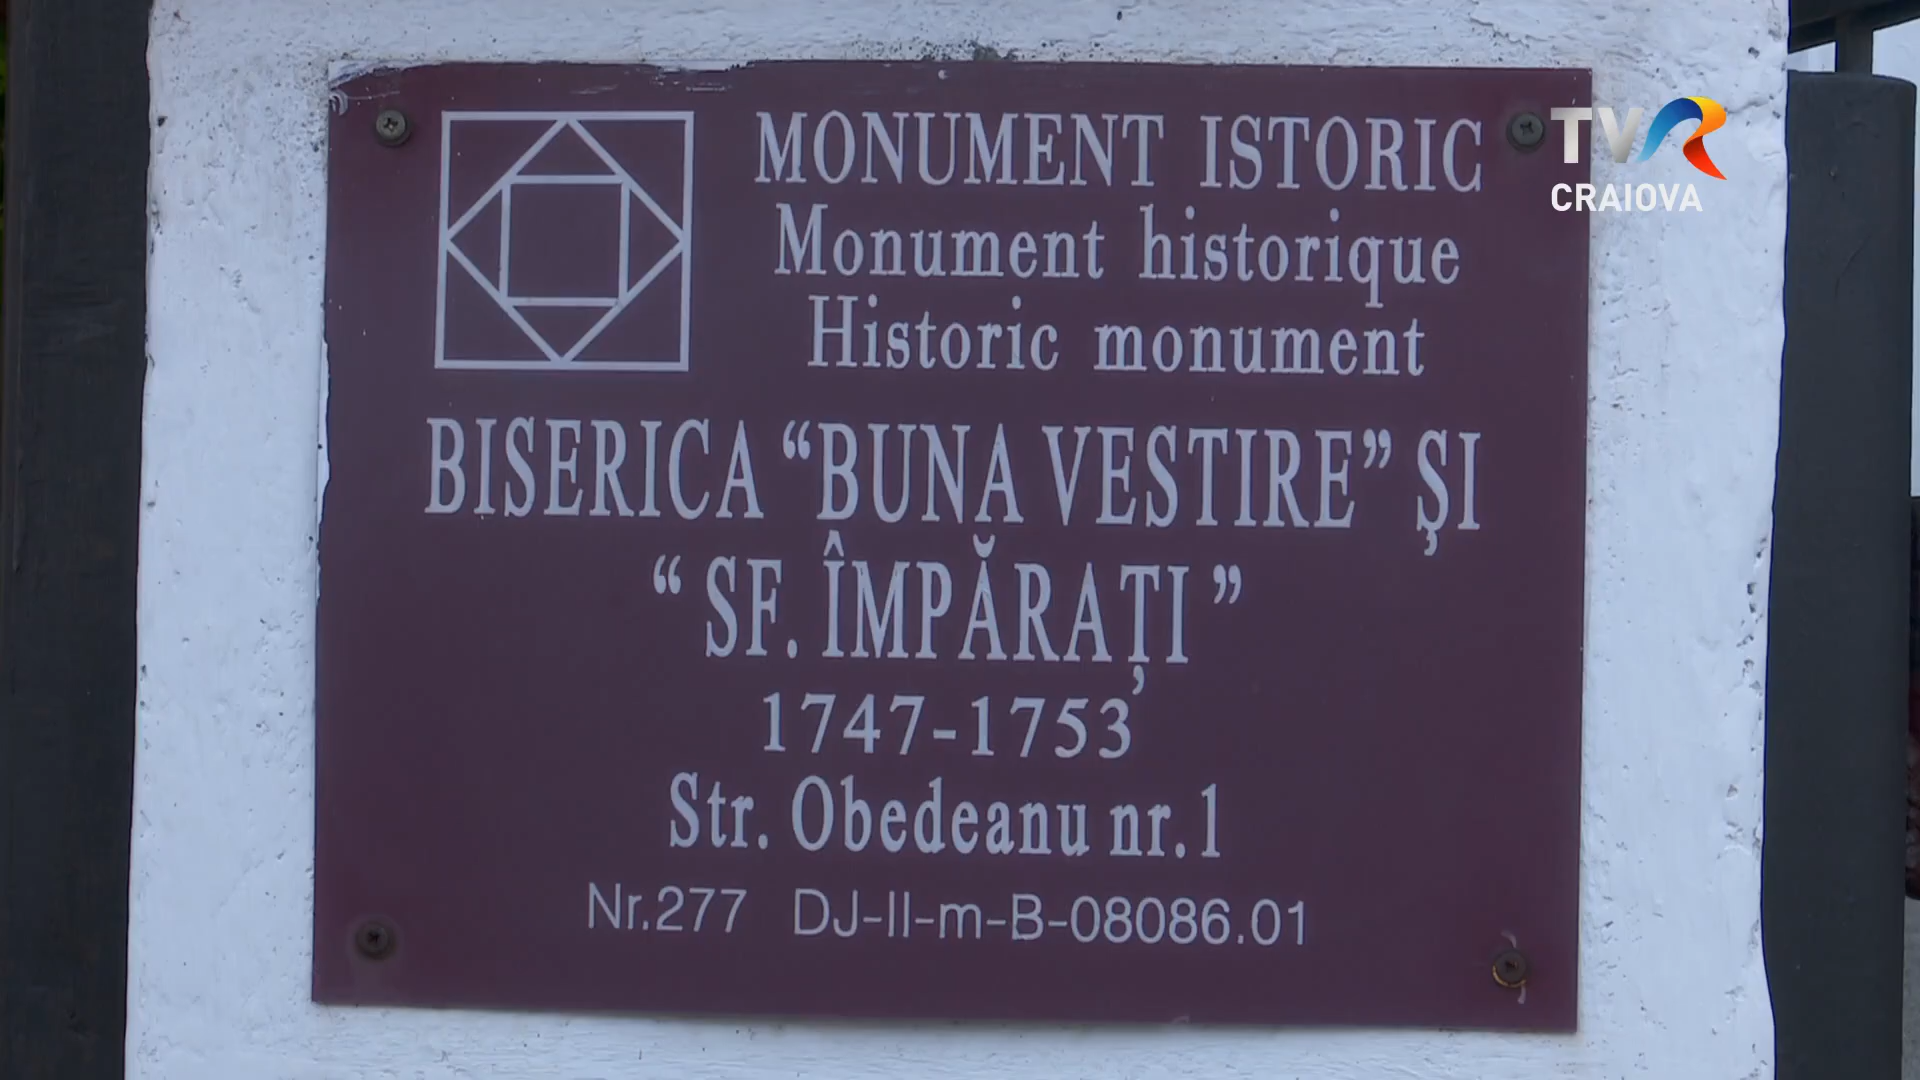 MONUMENT ISTORIC
Monument historique
Historic monument
BISERICA “BUNA VESTIRE” ŞI
“ SF. ÎMPĂRAȚI ”
1747-1753
Str. Obedeanu nr. 1
Nr.277 DJ-II-m-B-08086.01
TVR
CRAIOVA